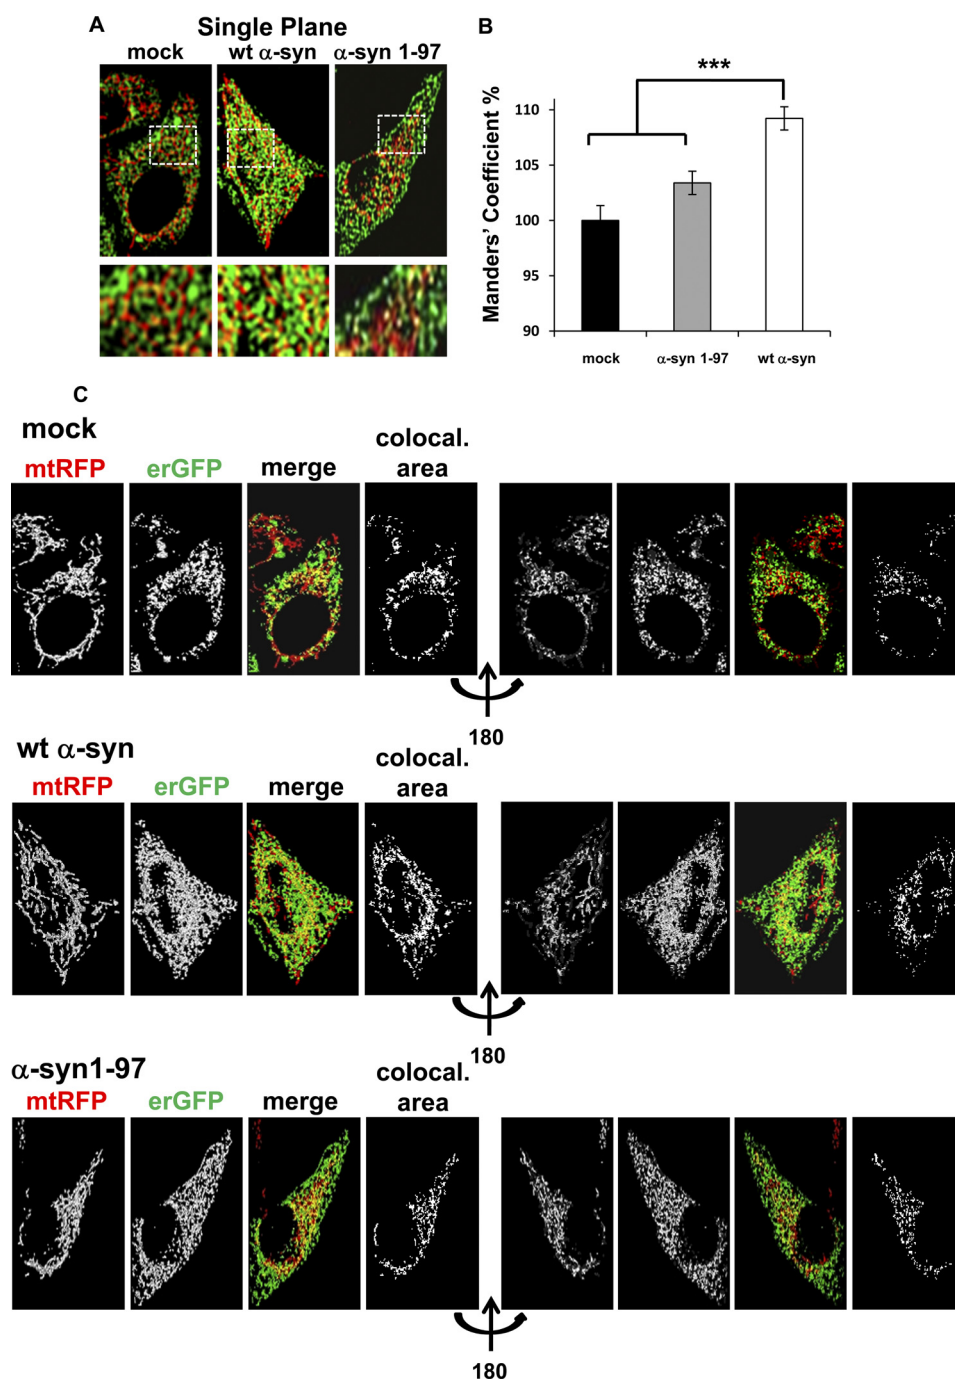 A
Single Plane
mock wt α-syn α-syn 1-97
B
Manders' Coefficient %
110
105
100
95
90
***
mock α-syn 1-97 wt α-syn
C
mock
mtRFP erGFP merge colocal. area
180
wt α-syn
mtRFP erGFP merge colocal. area
180
α-syn1-97
mtRFP erGFP merge colocal. area
180